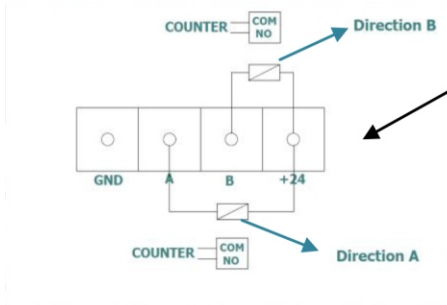 COUNTER COM
NO
Direction B
GND A B +24
COUNTER COM
NO
Direction A